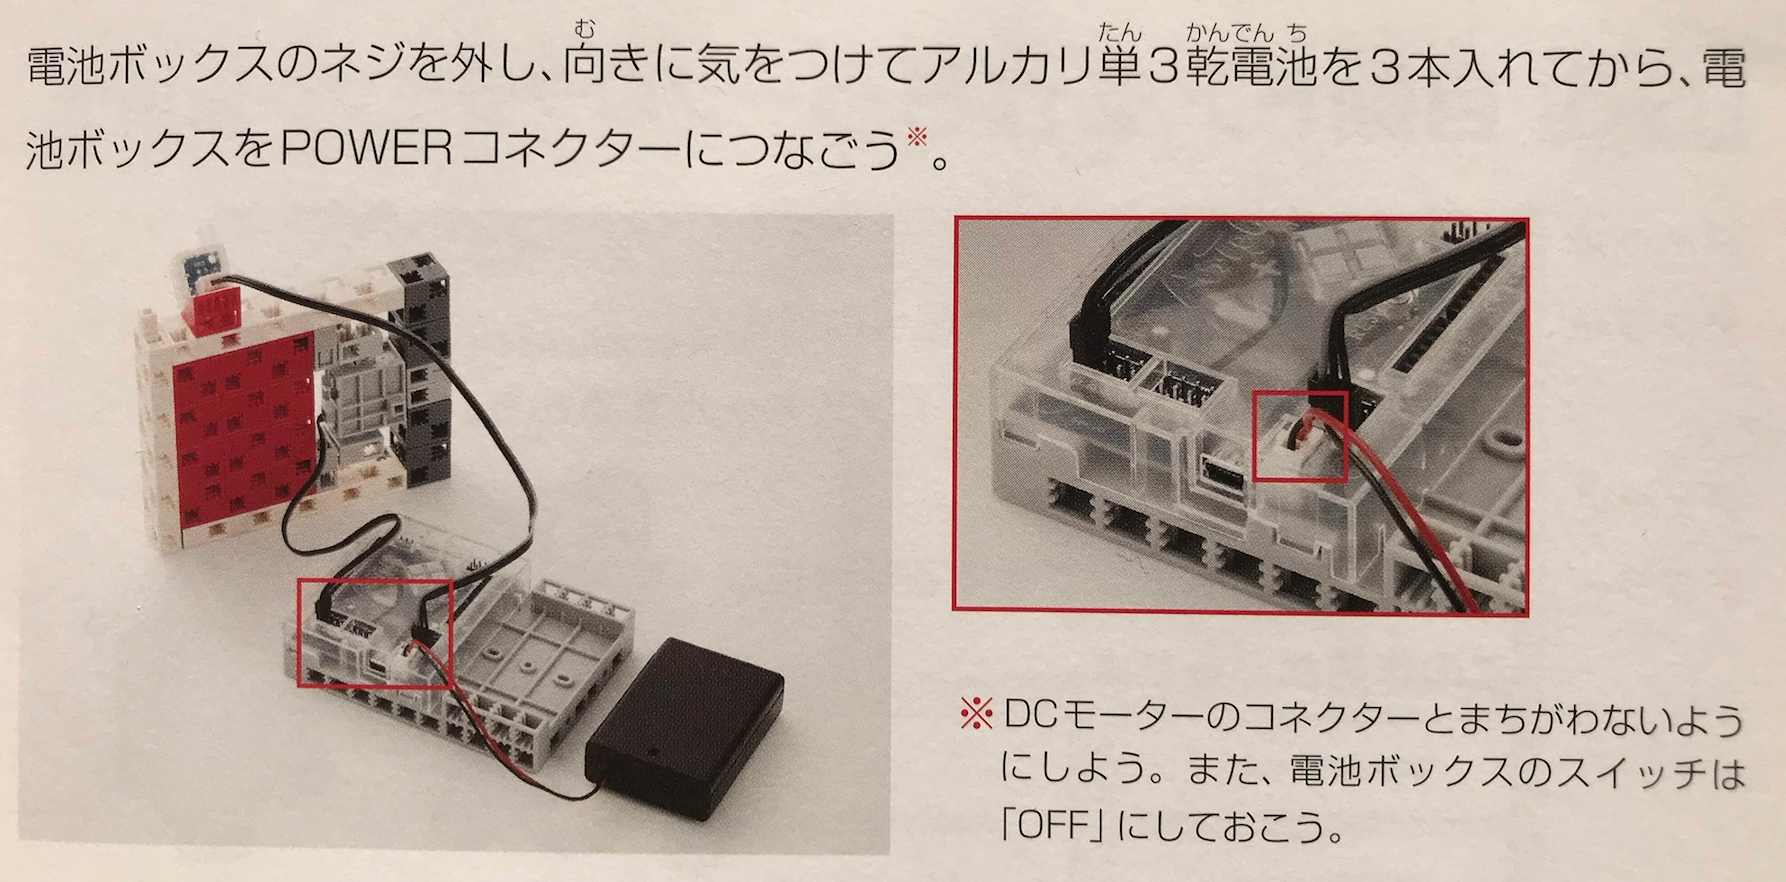 電池ボックスのネジを外し、向きに気をつけてアルカリ単3乾電池を3本入れてから、電
池ボックスをPOWERコネクターにつなごう※。
※DCモーターのコネクターとまちがわないよう
にしよう。また、電池ボックスのスイッチは
「OFF」にしておこう。